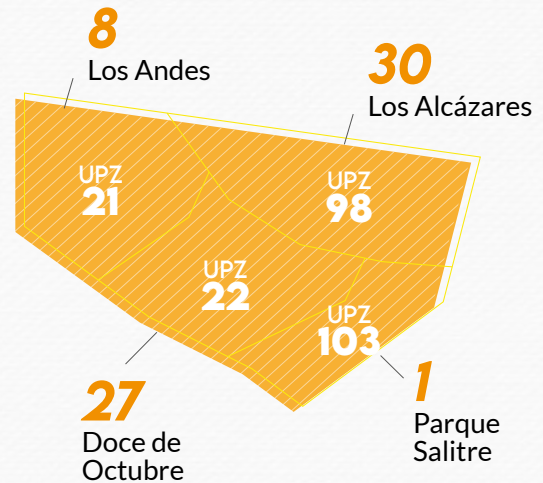 8
Los Andes
30
Los Alcázares
UPZ
21
UPZ
98
UPZ
22
UPZ
103
27
Doce de
Octubre
1
Parque
Salitre